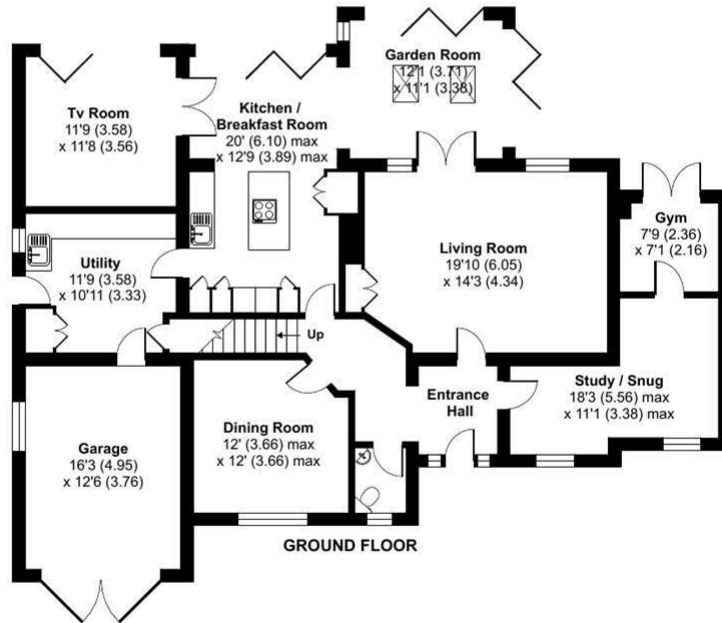 Garden Room
12'1 (3.71)
x 11'1 (3.38)
Tv Room
11'9 (3.58)
x 11'8 (3.56)
Kitchen /
Breakfast Room
20' (6.10) max
x 12'9 (3.89) max
Utility
11'9 (3.58)
x 10'11 (3.33)
Living Room
19'10 (6.05)
x 14'3 (4.34)
Gym
7'9 (2.36)
x 7'1 (2.16)
Up
Study / Snug
18'3 (5.56) max
x 11'1 (3.38) max
Entrance
Hall
Dining Room
12' (3.66) max
x 12' (3.66) max
Garage
16'3 (4.95)
x 12'6 (3.76)
GROUND FLOOR